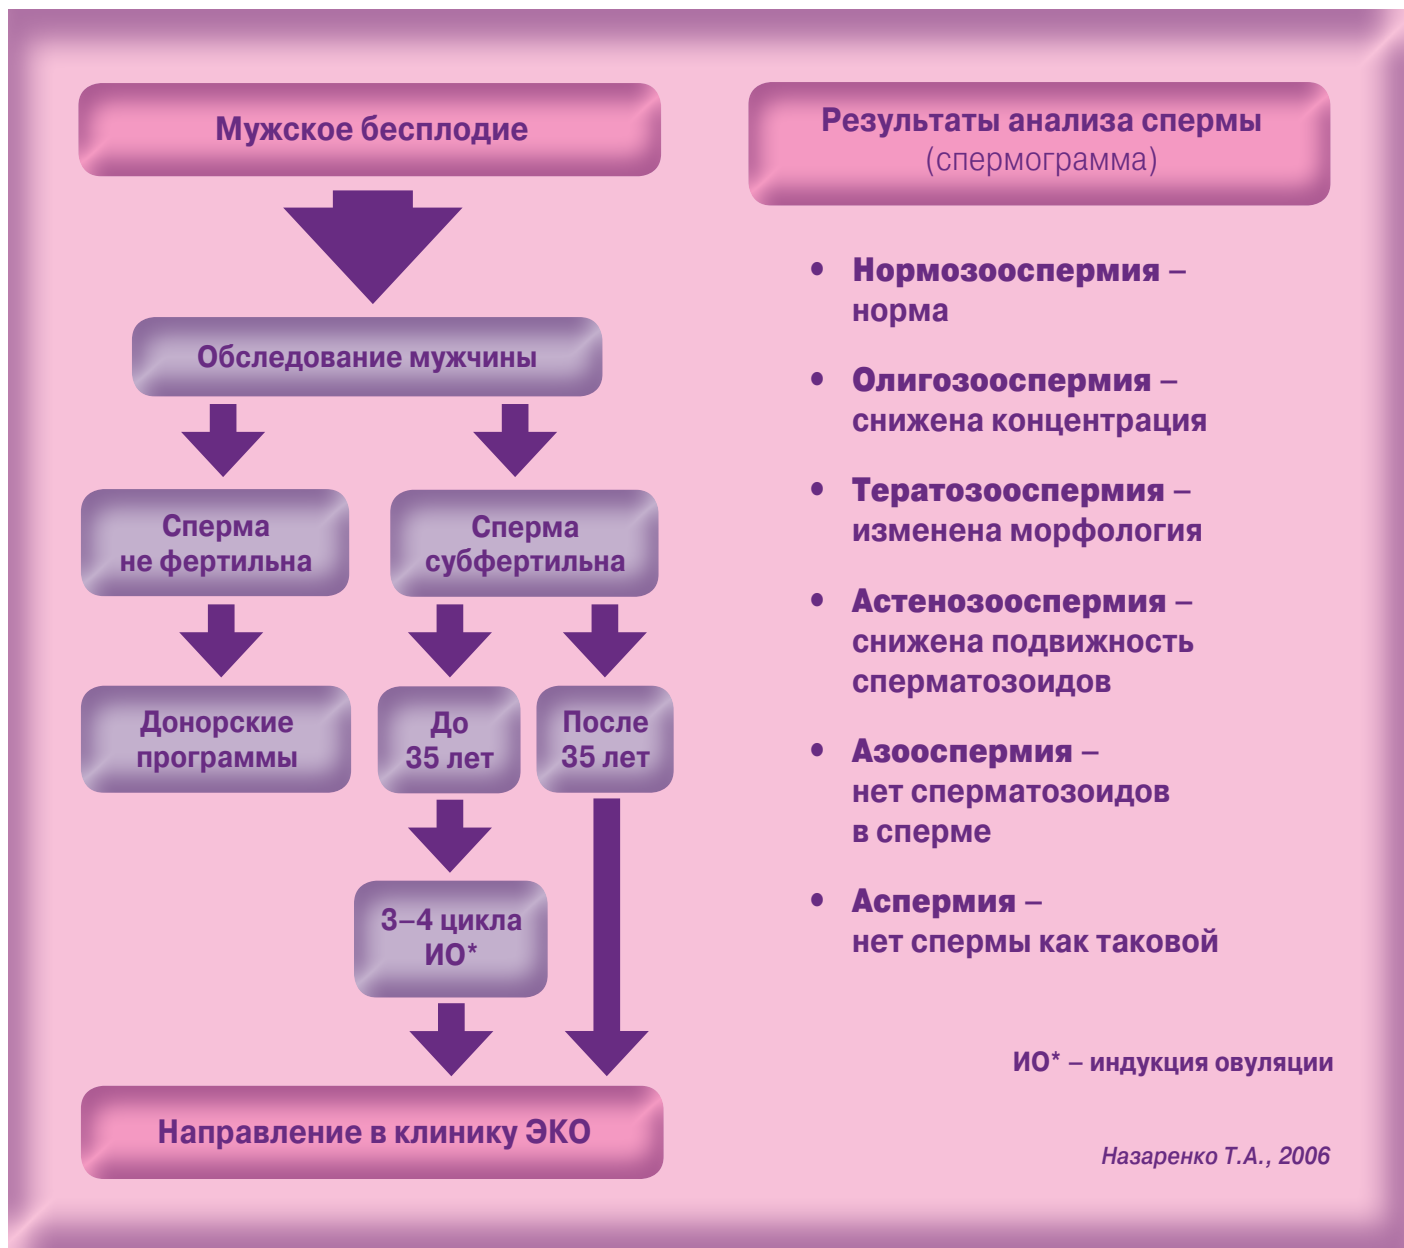 Мужское бесплодие
Обследование мужчины
Сперма
не фертильна
Сперма
субфертильна
Донорские
программы
До
35 лет
После
35 лет
3–4 цикла
ИО*
Направление в клинику ЭКО
Результаты анализа спермы
(спермограмма)
• Нормозооспермия –
норма
• Олигозооспермия –
снижена концентрация
• Тератозооспермия –
изменена морфология
• Астенозооспермия –
снижена подвижность
сперматозоидов
• Азооспермия –
нет сперматозоидов
в сперме
• Аспермия –
нет спермы как таковой
ИО* – индукция овуляции
Назаренко Т.А., 2006